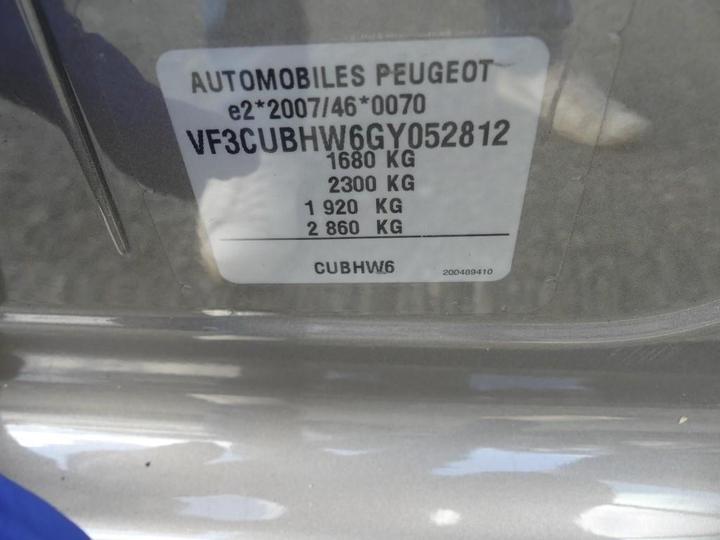 AUTOMOBILES PEUGEOT
e2*2007/46*0070
VF3CUBHW6GY052812
1680 KG
2300 KG
1 920 KG
2 860 KG
CUBHW6 200489410